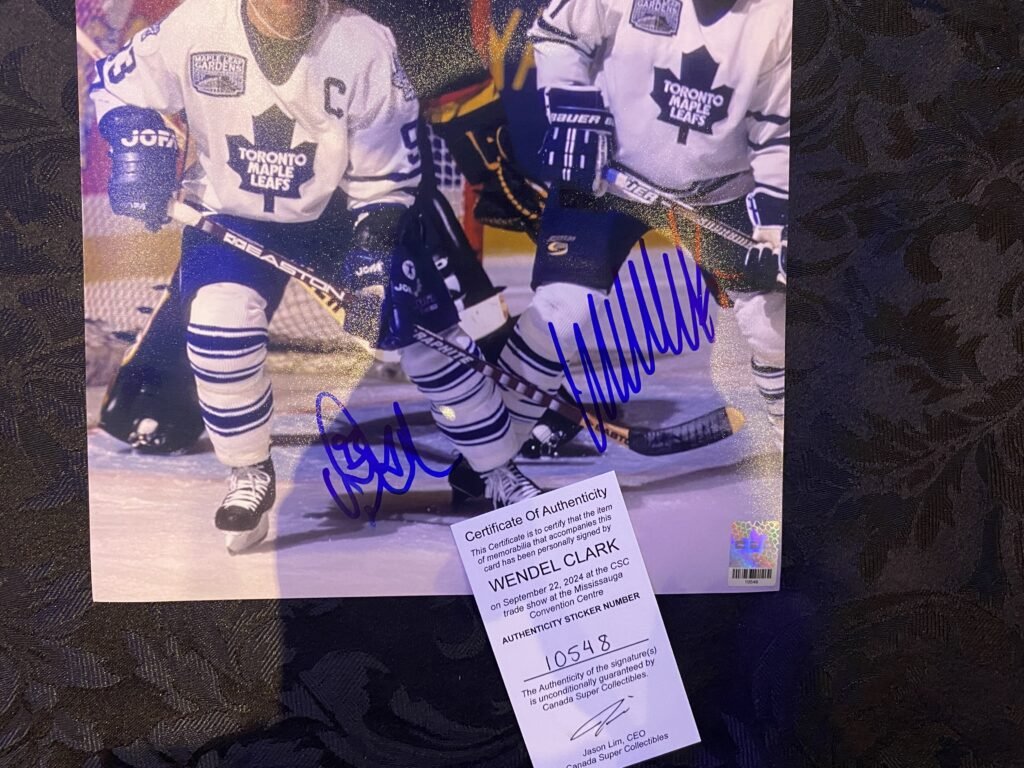 MAPLE LEAF
GARDENS
C
93
JOFA
TORONTO
MAPLE
LEAFS
EASTON
JOFA
BAUER
TORONTO
MAPLE LEAFS
Certificate Of Authenticity
This Certificate is to certify that the item
of memorabilia that accompanies this
card has been personally signed by
WENDEL CLARK
on September 22, 2024 at the CSC
trade show at the Mississauga
Convention Centre
AUTHENTICITY STICKER NUMBER
10548
The Authenticity of the signature(s)
is unconditionally guaranteed by
Canada Super Collectibles.
Jason Lim, CEO
Canada Super Collectibles
10548